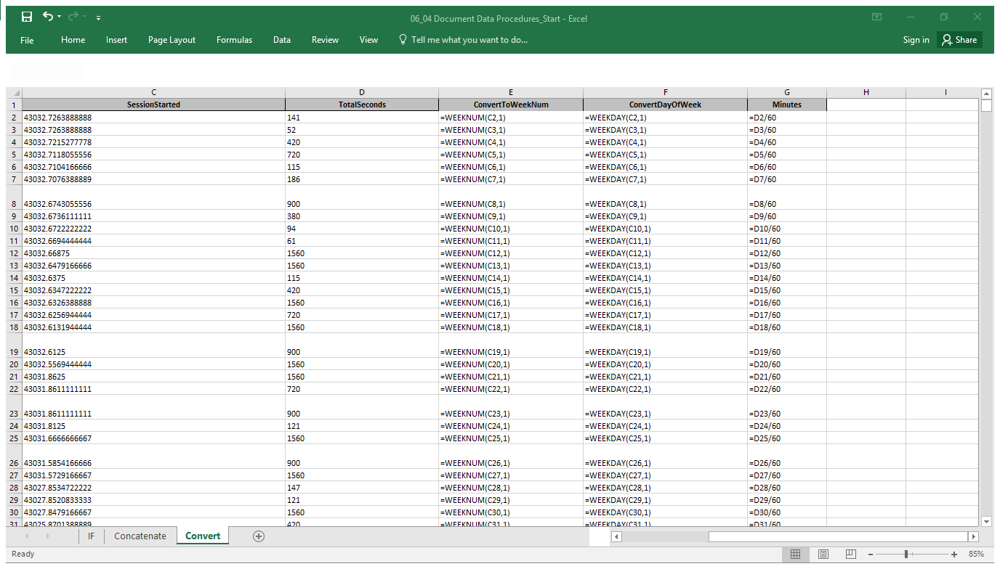 06_04 Document Data Procedures_Start - Excel
File Home Insert Page Layout Formulas Data Review View Tell me what you want to do... Sign in Share
C D E F G H I
1 SessionStarted TotalSeconds ConvertToWeekNum ConvertDayOfWeek Minutes
2 43032.7263888888 141 =WEEKNUM(C2,1) =WEEKDAY(C2,1) =D2/60
3 43032.7263888888 52 =WEEKNUM(C3,1) =WEEKDAY(C3,1) =D3/60
4 43032.7215277778 420 =WEEKNUM(C4,1) =WEEKDAY(C4,1) =D4/60
5 43032.7118055556 720 =WEEKNUM(C5,1) =WEEKDAY(C5,1) =D5/60
6 43032.7104166666 115 =WEEKNUM(C6,1) =WEEKDAY(C6,1) =D6/60
7 43032.7076388889 186 =WEEKNUM(C7,1) =WEEKDAY(C7,1) =D7/60
8 43032.6743055556 900 =WEEKNUM(C8,1) =WEEKDAY(C8,1) =D8/60
9 43032.6736111111 380 =WEEKNUM(C9,1) =WEEKDAY(C9,1) =D9/60
10 43032.6722222222 94 =WEEKNUM(C10,1) =WEEKDAY(C10,1) =D10/60
11 43032.6694444444 61 =WEEKNUM(C11,1) =WEEKDAY(C11,1) =D11/60
12 43032.66875 1560 =WEEKNUM(C12,1) =WEEKDAY(C12,1) =D12/60
13 43032.6479166666 1560 =WEEKNUM(C13,1) =WEEKDAY(C13,1) =D13/60
14 43032.6375 115 =WEEKNUM(C14,1) =WEEKDAY(C14,1) =D14/60
15 43032.6347222222 420 =WEEKNUM(C15,1) =WEEKDAY(C15,1) =D15/60
16 43032.6326388888 1560 =WEEKNUM(C16,1) =WEEKDAY(C16,1) =D16/60
17 43032.6256944444 720 =WEEKNUM(C17,1) =WEEKDAY(C17,1) =D17/60
18 43032.6131944444 1560 =WEEKNUM(C18,1) =WEEKDAY(C18,1) =D18/60
19 43032.6125 900 =WEEKNUM(C19,1) =WEEKDAY(C19,1) =D19/60
20 43032.5569444444 1560 =WEEKNUM(C20,1) =WEEKDAY(C20,1) =D20/60
21 43031.8625 1560 =WEEKNUM(C21,1) =WEEKDAY(C21,1) =D21/60
22 43031.8611111111 720 =WEEKNUM(C22,1) =WEEKDAY(C22,1) =D22/60
23 43031.8611111111 900 =WEEKNUM(C23,1) =WEEKDAY(C23,1) =D23/60
24 43031.8125 121 =WEEKNUM(C24,1) =WEEKDAY(C24,1) =D24/60
25 43031.6666666667 1560 =WEEKNUM(C25,1) =WEEKDAY(C25,1) =D25/60
26 43031.5854166666 900 =WEEKNUM(C26,1) =WEEKDAY(C26,1) =D26/60
27 43031.5729166667 1560 =WEEKNUM(C27,1) =WEEKDAY(C27,1) =D27/60
28 43027.8534722222 147 =WEEKNUM(C28,1) =WEEKDAY(C28,1) =D28/60
29 43027.8520833333 121 =WEEKNUM(C29,1) =WEEKDAY(C29,1) =D29/60
30 43027.8479166667 1560 =WEEKNUM(C30,1) =WEEKDAY(C30,1) =D30/60
31 43025.8701388889 420 =WEEKNUM(C31,1) =WEEKDAY(C31,1) =D31/60
IF Concatenate Convert
Ready 85%